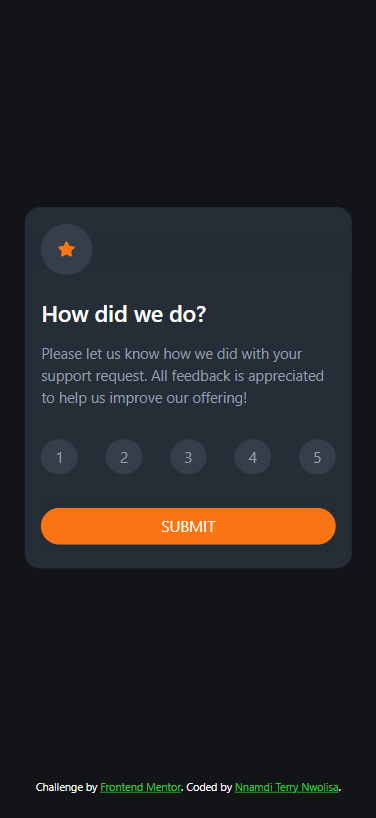 How did we do?
Please let us know how we did with your
support request. All feedback is appreciated
to help us improve our offering!
1 2 3 4 5
SUBMIT
Challenge by Frontend Mentor. Coded by Nnamdi Terry Nwolisa.